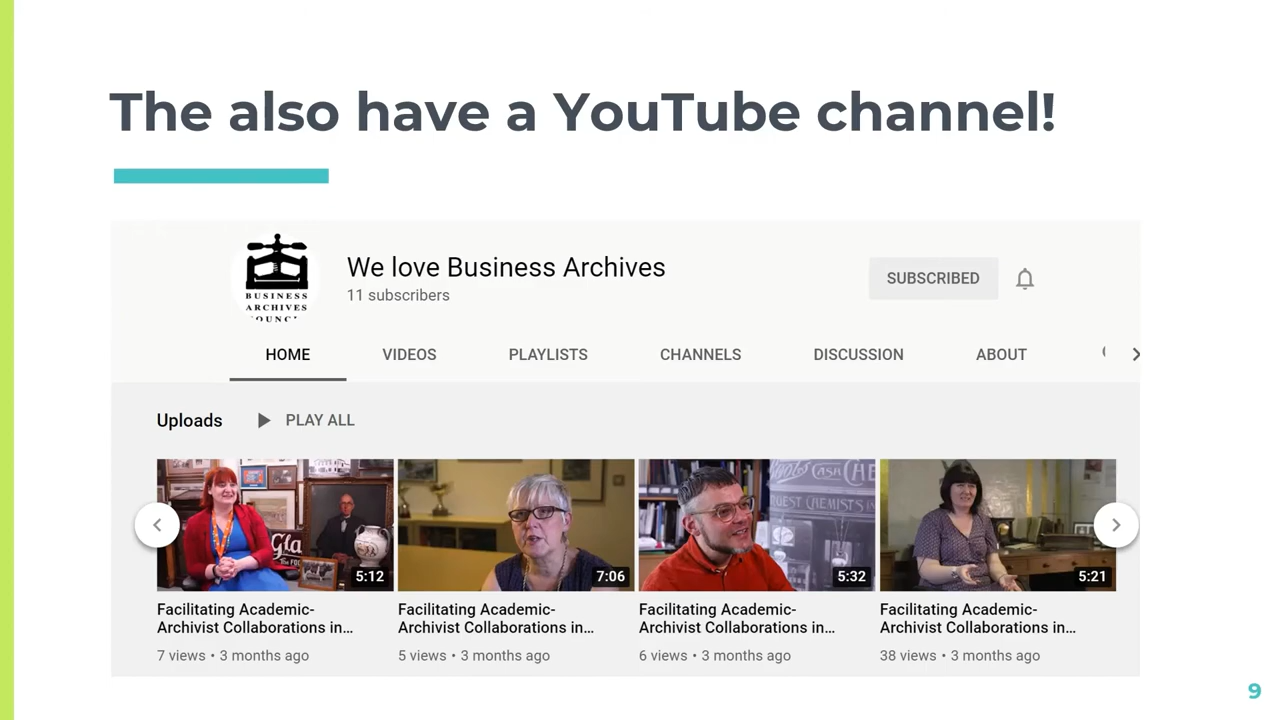 The also have a YouTube channel!
BUSINESS
ARCHIVES
We love Business Archives
11 subscribers
SUBSCRIBED
HOME VIDEOS PLAYLISTS CHANNELS DISCUSSION ABOUT
Uploads PLAY ALL
5:12
7:06
5:32
5:21
Facilitating Academic-
Archivist Collaborations in...
7 views • 3 months ago
Facilitating Academic-
Archivist Collaborations in...
5 views • 3 months ago
Facilitating Academic-
Archivist Collaborations in...
6 views • 3 months ago
Facilitating Academic-
Archivist Collaborations in...
38 views • 3 months ago
9